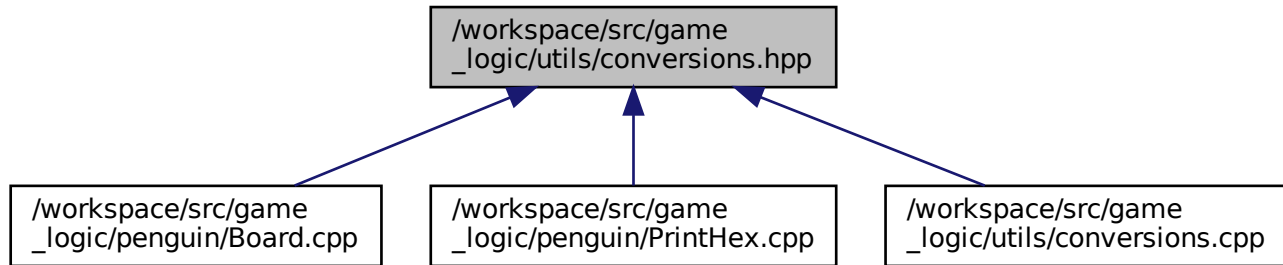 /workspace/src/game
_logic/utils/conversions.hpp
/workspace/src/game
_logic/penguin/Board.cpp
/workspace/src/game
_logic/penguin/PrintHex.cpp
/workspace/src/game
_logic/utils/conversions.cpp